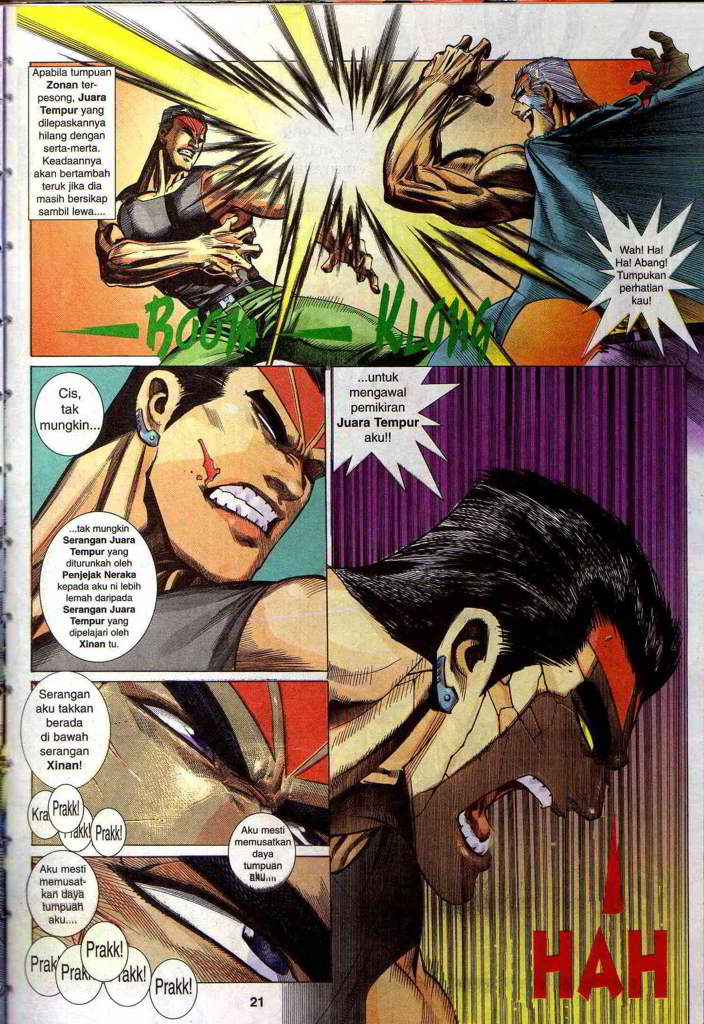 Apabila tumpuan
Zonan ter-
pesong, Juara
Tempur yang
dilepaskannya
hilang dengan
serta-merta.
Keadaannya
akan bertambah
teruk jika dia
masih bersikap
sambil lewa....
Wah! Ha!
Ha! Abang!
Tumpukan
perhatian
kau!
BOOM
KLONG
Cis,
tak
mungkin...
...tak mungkin
Serangan Juara
Tempur yang
diturunkah oleh
Penjejak Neraka
kepada aku ni lebih
lemah daripada
Serangan Juara
Tempur yang
dipelajari oleh
Xinan tu.
...untuk
mengawal
pemikiran
Juara Tempur
aku!!
Serangan
aku takkan
berada
di bawah
serangan
Xinan!
Prakk!
Prakk!
Aku mesti
memusatkan
daya
tumpuan
aku....
Aku mesti
memusat-
kan daya
tumpuan
aku....
Prakk!
Prakk!
Prakk!
HAH
21